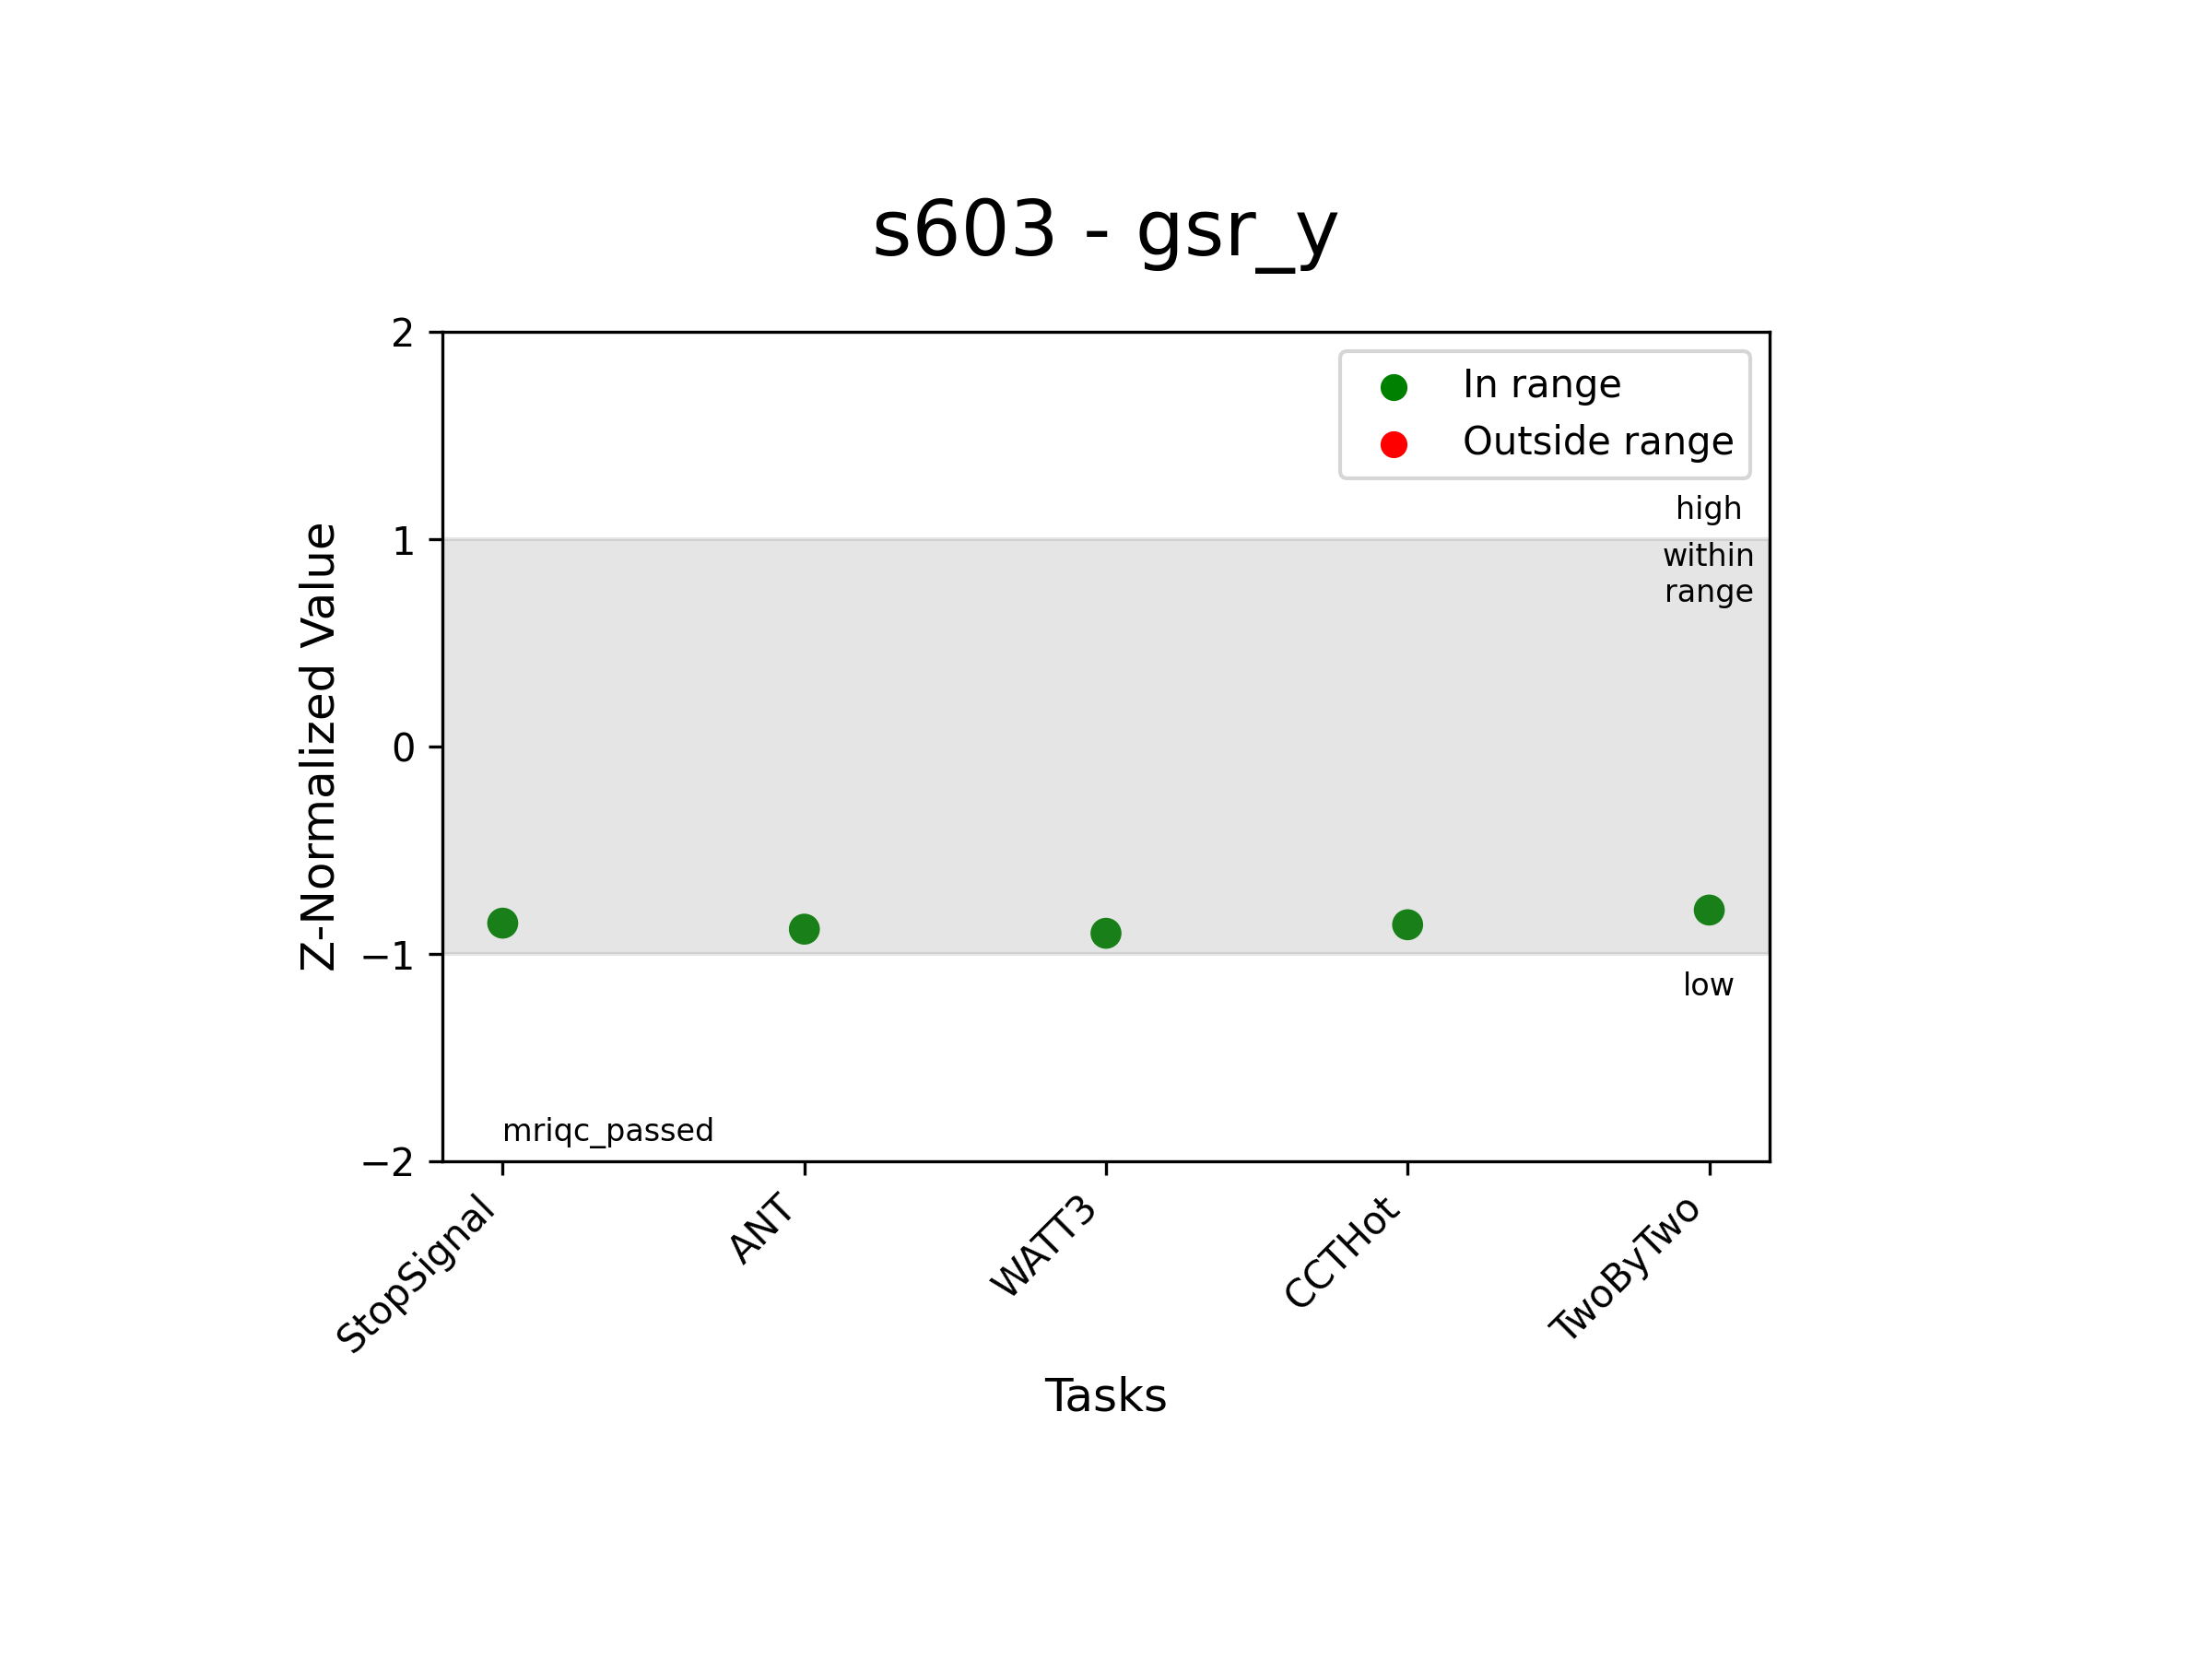 s603 - gsr_y
Z-Normalized Value
2
1
0
−1
−2
In range
Outside range
high
within
range
low
mriqc_passed
StopSignal
ANT
WATT3
CCTHot
TwoByTwo
Tasks